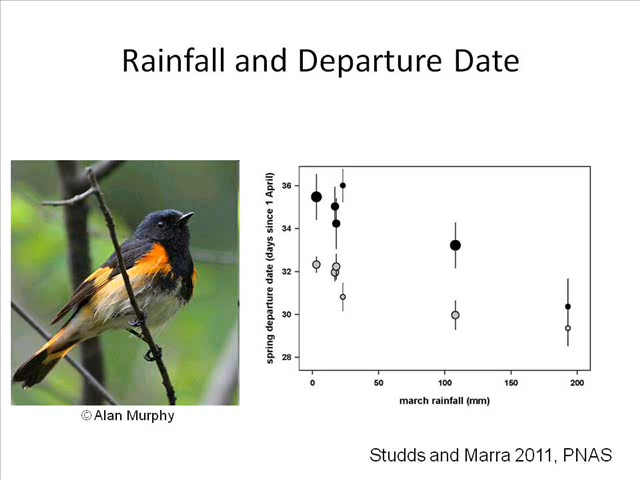 Rainfall and Departure Date
spring departure date (days since 1 April)
36
34
32
30
28
0
50
100
150
200
march rainfall (mm)
© Alan Murphy
Studds and Marra 2011, PNAS